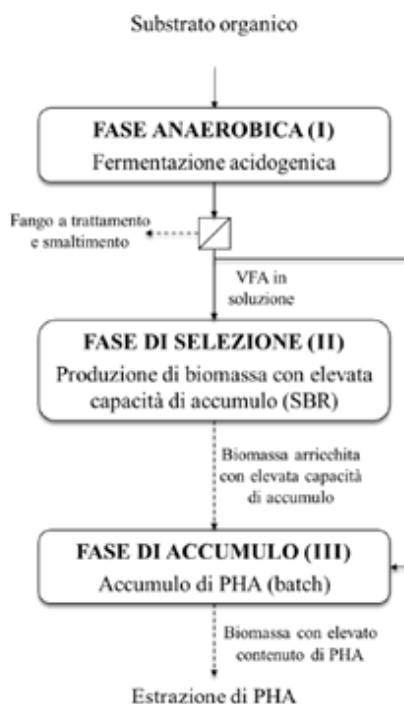 Substrato organico
FASE ANAEROBICA (I)
Fermentazione acidogenica
Fango a trattamento
e smaltimento
VFA in
soluzione
FASE DI SELEZIONE (II)
Produzione di biomassa con elevata
capacità di accumulo (SBR)
Biomassa arricchita
con elevata capacità
di accumulo
FASE DI ACCUMULO (III)
Accumulo di PHA (batch)
Biomassa con elevato
contenuto di PHA
Estrazione di PHA